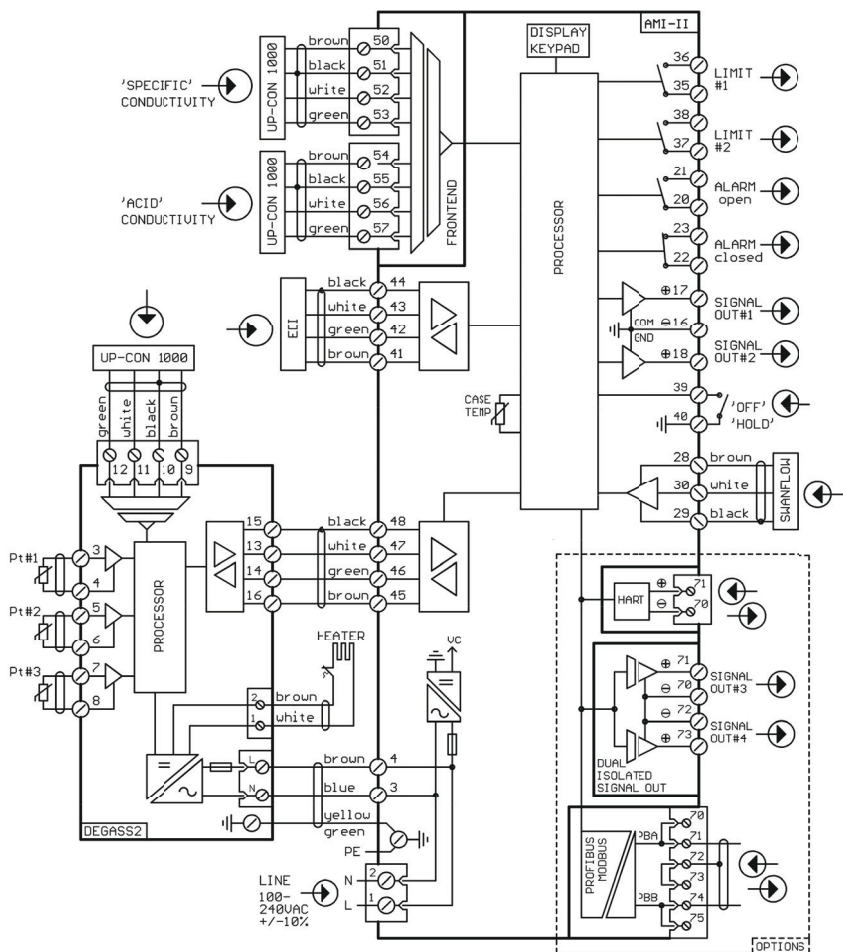 AMI-II
DISPLAY
KEYPAD
'SPECIFIC'
CONDUCTIVITY
UP-CON 1000
brown 50
black 51
white 52
green 53
'ACID'
CONDUCTIVITY
UP-CON 1000
brown 54
black 55
white 56
green 57
FRONTEND
PROCESSOR
36
35
LIMIT
#1
38
37
LIMIT
#2
21
20
ALARM
open
23
22
ALARM
closed
⊕17
SIGNAL
OUT#1
COM ⊖16
GND
SIGNAL
OUT#2
⊕18
39
40
'OFF'
'HOLD'
CASE
TEMP
28 brown
30 white
29 black
SWANFLOW
black 44
white 43
green 42
brown 41
UP-CON 1000
green
white
black
brown
12 11 10 9
Pt#1
3
4
Pt#2
5
6
Pt#3
7
8
PROCESSOR
15 black 48
13 white 47
14 green 46
16 brown 45
HEATER
2 brown
1 white
VC
L brown 4
N blue 3
yellow
green
PE
DEGASS2
LINE
100-
240VAC
+/-10%
N 2
L 1
HART
⊕ 71
⊖ 70
⊕ 71
⊖ 70
⊖ 72
⊕ 73
SIGNAL
OUT#3
SIGNAL
OUT#4
DUAL
ISOLATED
SIGNAL OUT
PROFIBUS
MODBUS
PBA
PBB
70
71
72
73
74
75
OPTIONS